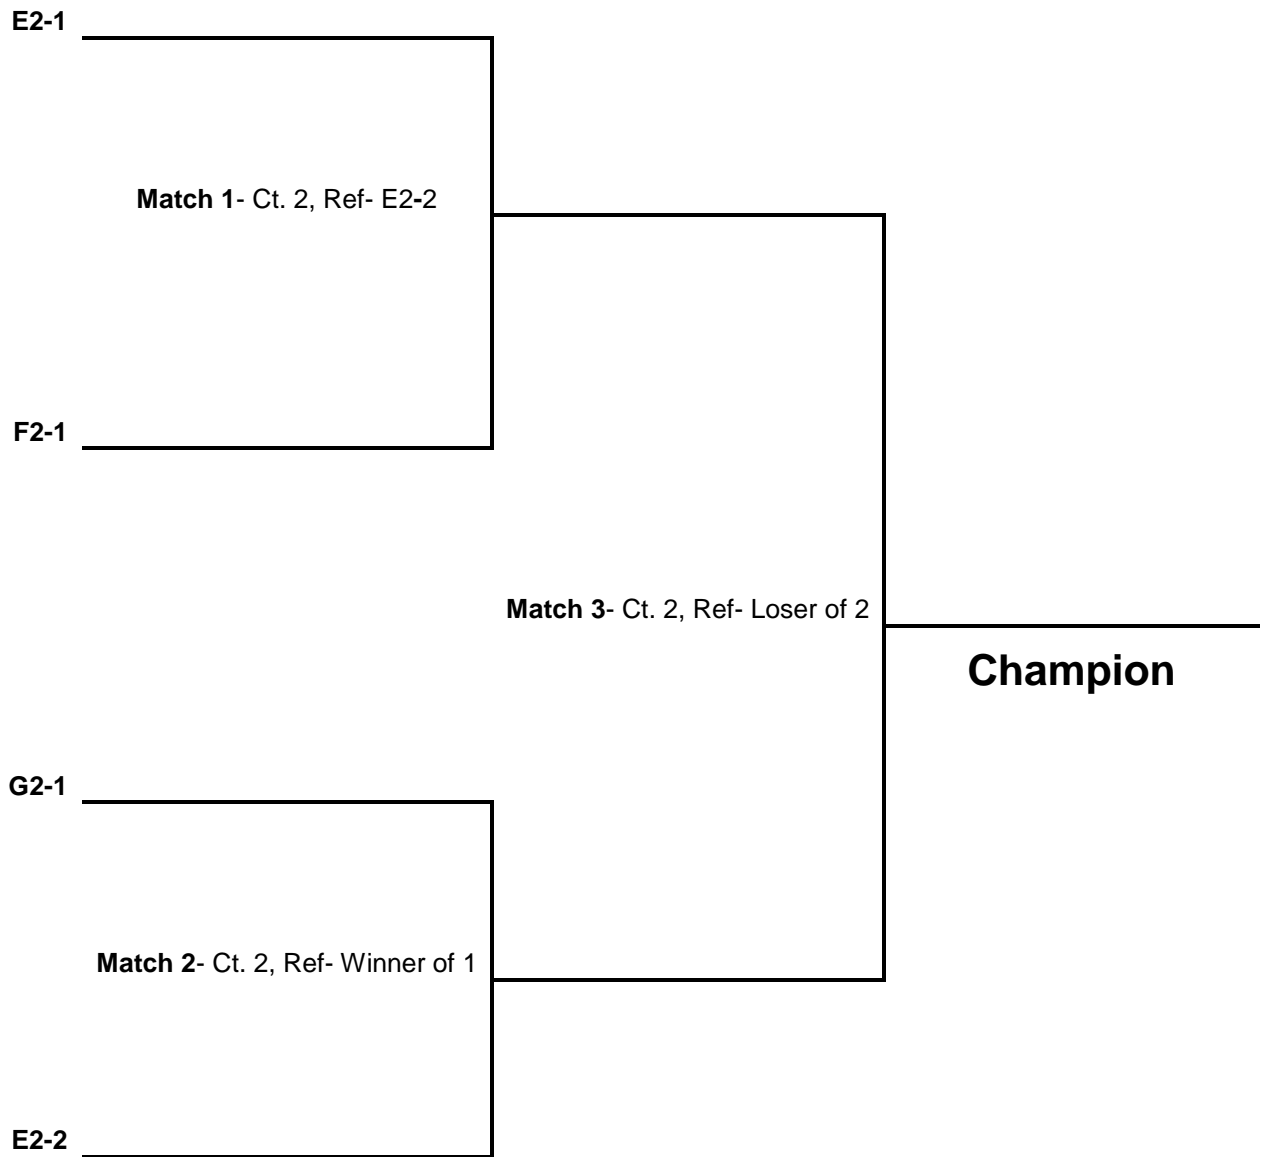 E2-1
Match 1- Ct. 2, Ref- E2-2
F2-1
Match 3- Ct. 2, Ref- Loser of 2
Champion
G2-1
Match 2- Ct. 2, Ref- Winner of 1
E2-2